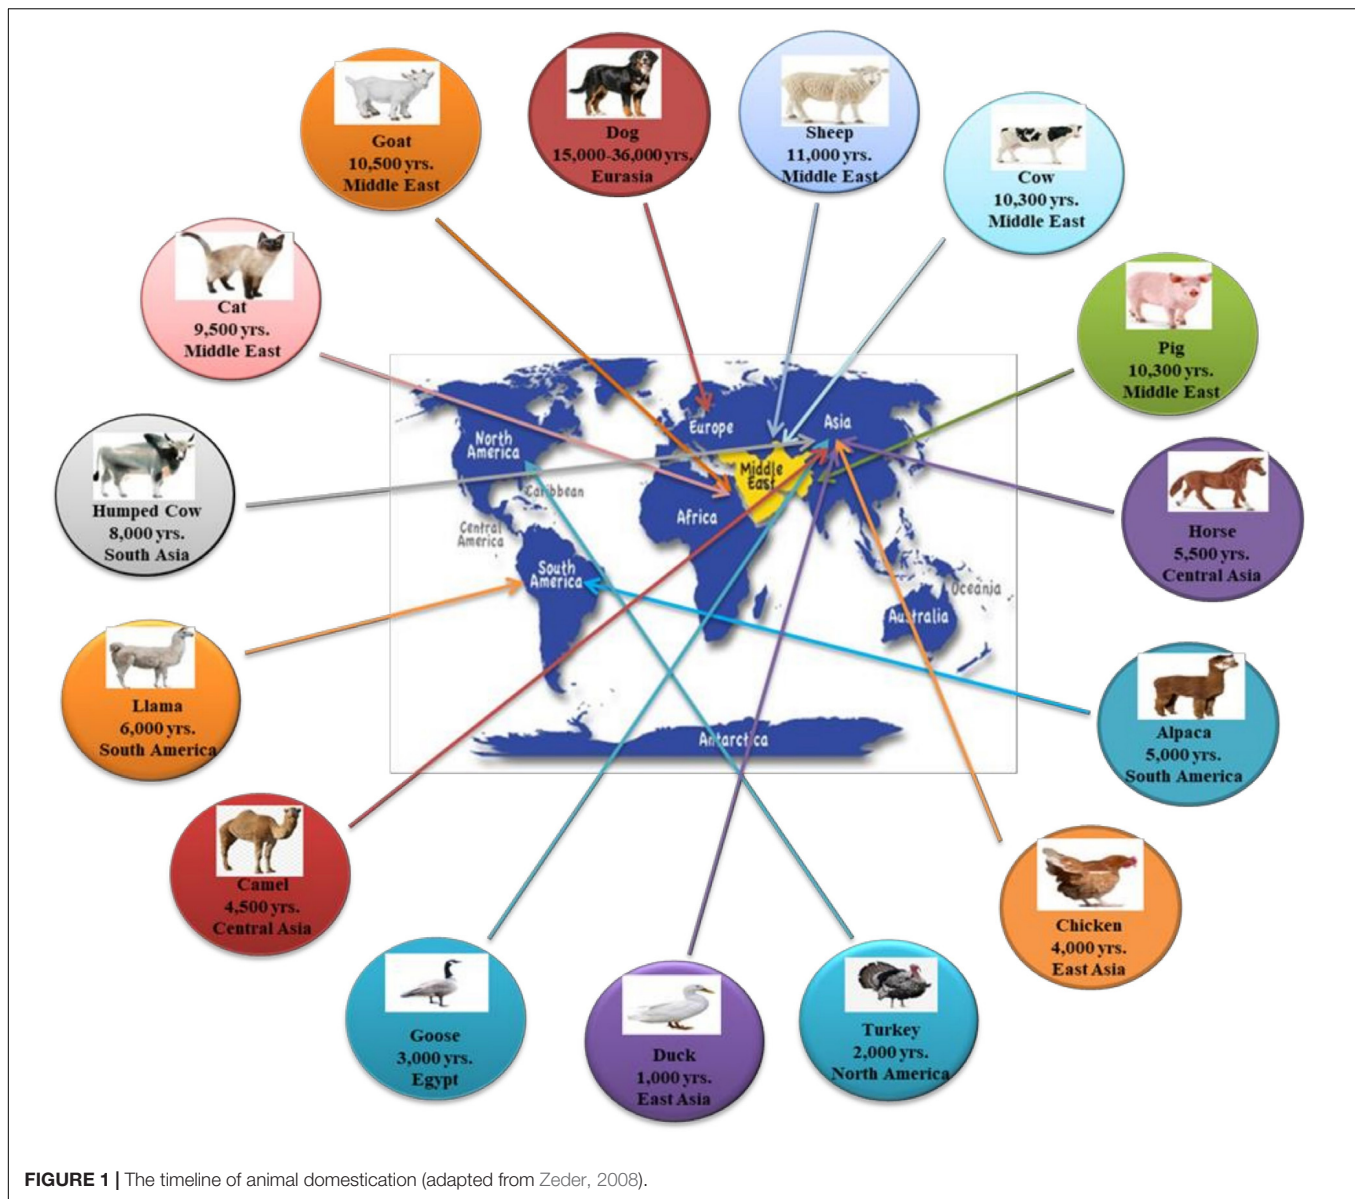 Goat
10,500 yrs.
Middle East
Dog
15,000-36,000 yrs.
Eurasia
Sheep
11,000 yrs.
Middle East
Cow
10,300 yrs.
Middle East
Cat
9,500 yrs.
Middle East
Pig
10,300 yrs.
Middle East
Humped Cow
8,000 yrs.
South Asia
Horse
5,500 yrs.
Central Asia
North
America
Europe
Asia
Middle
East
Caribbean
Central
America
Africa
South
America
Oceania
Australia
Antarctica
Llama
6,000 yrs.
South America
Alpaca
5,000 yrs.
South America
Camel
4,500 yrs.
Central Asia
Chicken
4,000 yrs.
East Asia
Goose
3,000 yrs.
Egypt
Duck
1,000 yrs.
East Asia
Turkey
2,000 yrs.
North America
FIGURE 1 | The timeline of animal domestication (adapted from Zeder, 2008).